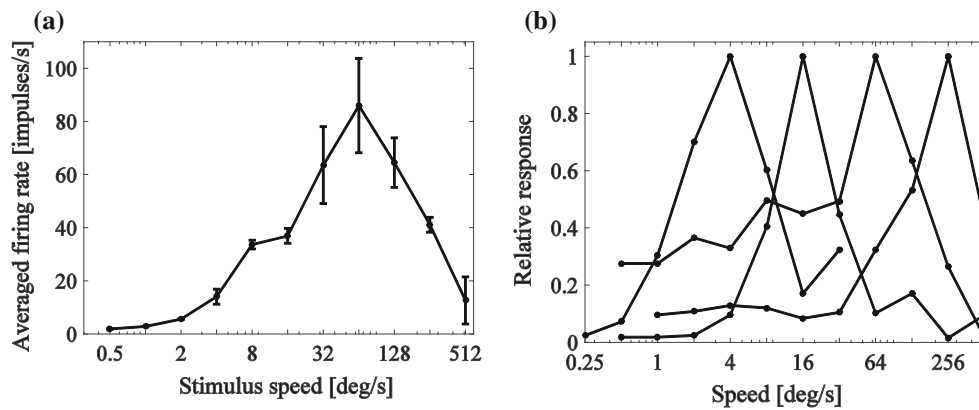 (a)
Averaged firing rate [impulses/s]
100
80
60
40
20
0
0.5 2 8 32 128 512
Stimulus speed [deg/s]
(b)
Relative response
1
0.8
0.6
0.4
0.2
0
0.25 1 4 16 64 256
Speed [deg/s]